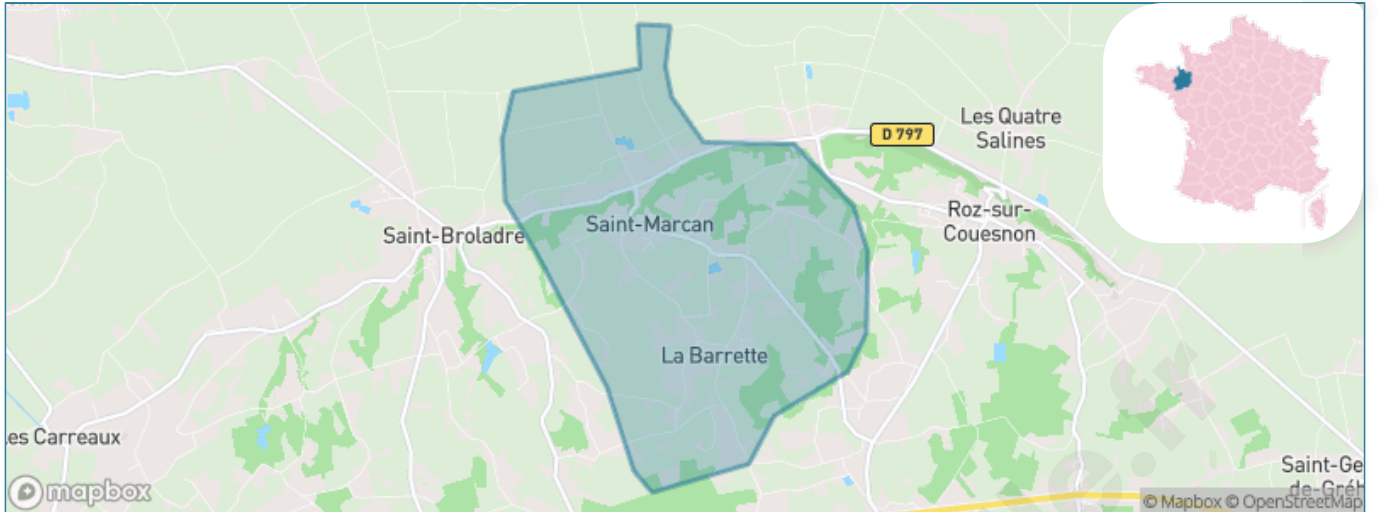 D 797
Les Quatre
Salines
Saint-Broladre
Saint-Marcan
Roz-sur-
Couesnon
La Barrette
es Carreaux
Saint-Ge
de-Gréh
mapbox
© Mapbox © OpenStreetMap